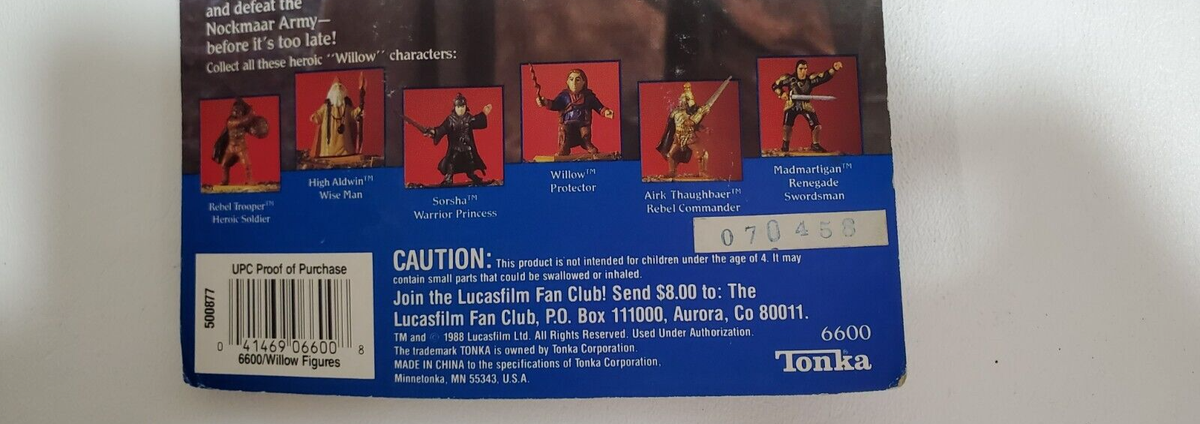 and defeat the
Nockmaar Army—
before it's too late!
Collect all these heroic "Willow" characters:
Rebel Trooper™
Heroic Soldier
High Aldwin™
Wise Man
Sorsha™
Warrior Princess
Willow™
Protector
Airk Thaughbaer™
Rebel Commander
Madmartigan™
Renegade
Swordsman
070458
UPC Proof of Purchase
500877
0 41469 06600 8
6600/Willow Figures
CAUTION: This product is not intended for children under the age of 4. It may
contain small parts that could be swallowed or inhaled.
Join the Lucasfilm Fan Club! Send $8.00 to: The
Lucasfilm Fan Club, P.O. Box 111000, Aurora, Co 80011.
TM and © 1988 Lucasfilm Ltd. All Rights Reserved. Used Under Authorization.
The trademark TONKA is owned by Tonka Corporation.
MADE IN CHINA to the specifications of Tonka Corporation,
Minnetonka, MN 55343, U.S.A.
6600
Tonka®